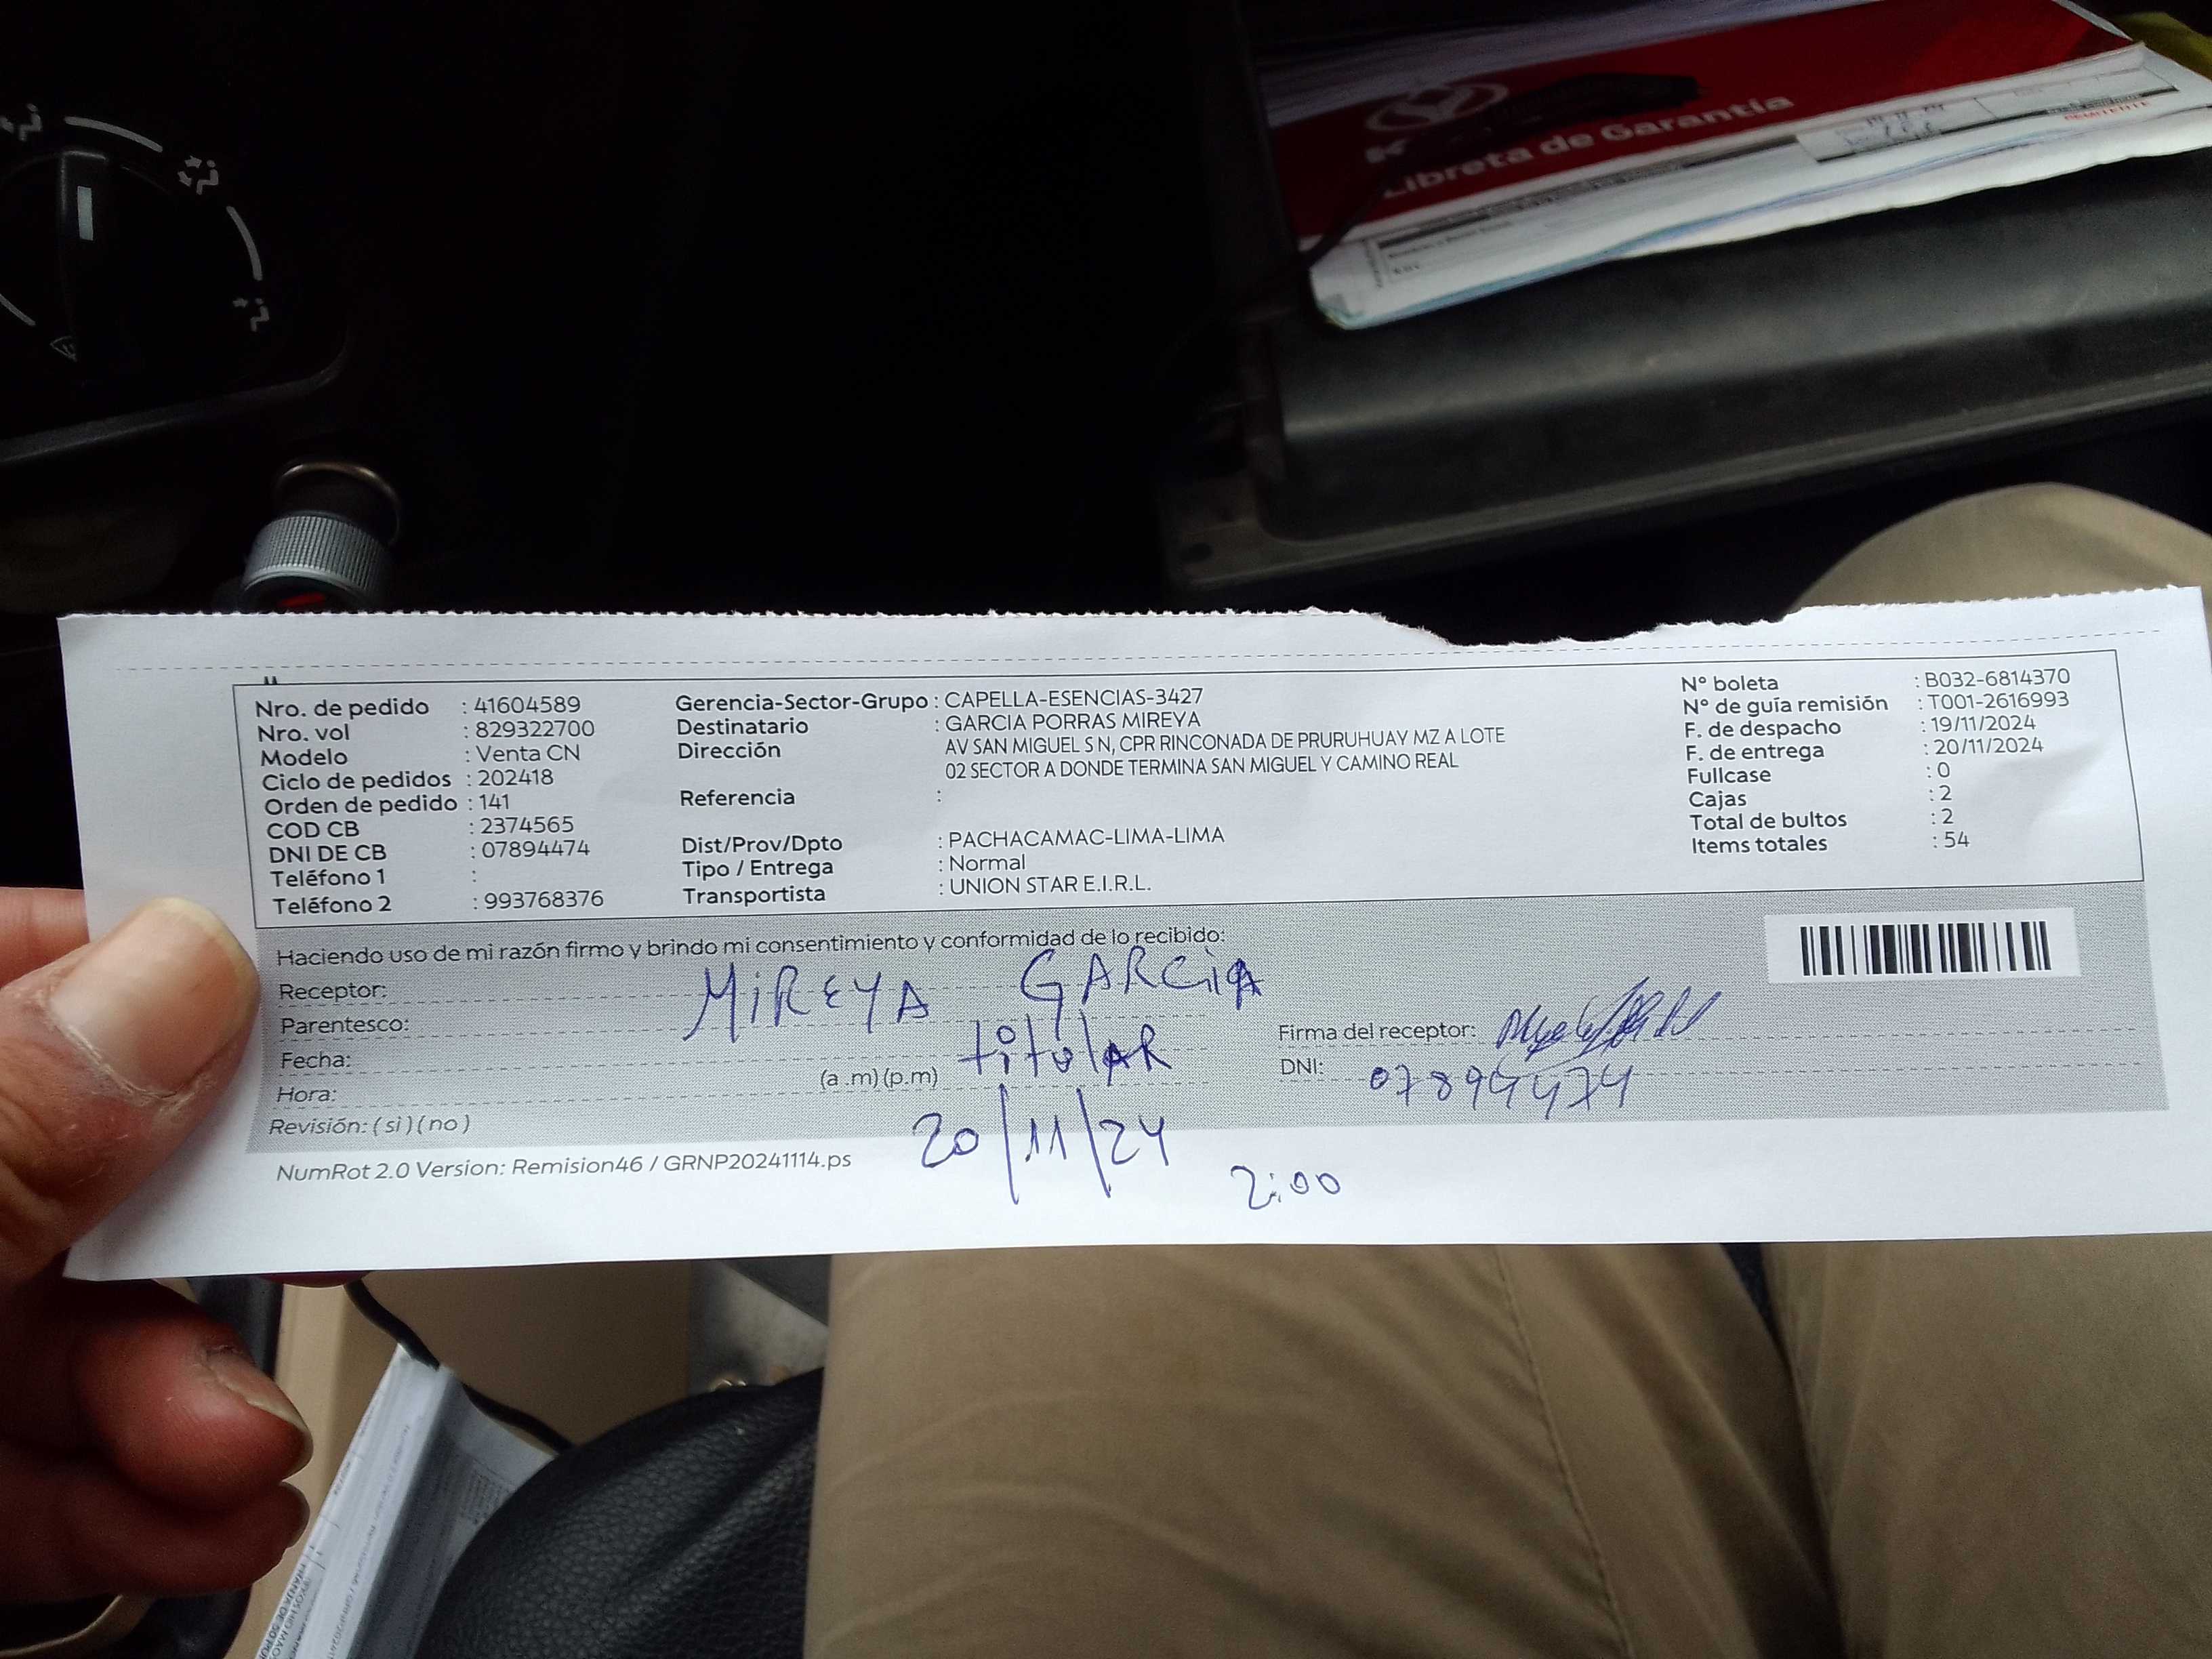 Libreta de Garantía
REMITENTE
Nro. de pedido : 41604589
Nro. vol : 829322700
Modelo : Venta CN
Ciclo de pedidos : 202418
Orden de pedido : 141
COD CB : 2374565
DNI DE CB : 07894474
Teléfono 1 :
Teléfono 2 : 993768376
Gerencia-Sector-Grupo : CAPELLA-ESENCIAS-3427
Destinatario : GARCIA PORRAS MIREYA
Dirección AV SAN MIGUEL S N, CPR RINCONADA DE PRURUHUAY MZ A LOTE
02 SECTOR A DONDE TERMINA SAN MIGUEL Y CAMINO REAL
Referencia :
Dist/Prov/Dpto : PACHACAMAC-LIMA-LIMA
Tipo / Entrega : Normal
Transportista : UNION STAR E.I.R.L.
N° boleta : B032-6814370
N° de guía remisión : T001-2616993
F. de despacho : 19/11/2024
F. de entrega : 20/11/2024
Fullcase : 0
Cajas : 2
Total de bultos : 2
Items totales : 54
Haciendo uso de mi razón firmo y brindo mi consentimiento y conformidad de lo recibido:
Receptor: MiREYA GARCiA
Parentesco: titulAR
Firma del receptor:
Fecha: 20/11/24
DNI: 07894474
Hora: (a .m) (p.m) 2:00
Revisión: ( si ) ( no )
NumRot 2.0 Version: Remision46 / GRNP20241114.ps